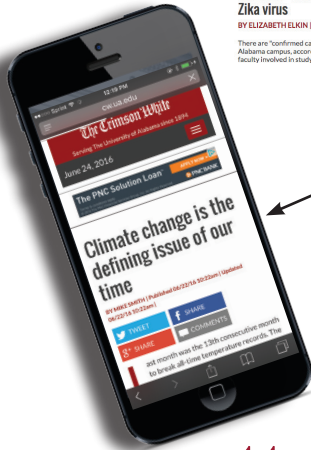 Zika virus
BY ELIZABETH ELKIN |
There are "confirmed ca
Alabama campus, accor
faculty involved in study
Sprint
12:19 PM
cw.ua.edu
The Crimson White
Serving The University of Alabama since 1894
June 24, 2016
The PNC Solution Loan
APPLY NOW
PNC BANK
Climate change is the
defining issue of our
time
BY MIKE SMITH | Published 06/22/16 10:22am | Updated
06/22/16 10:22am |
TWEET
SHARE
SHARE
COMMENTS
ast month was the 13th consecutive month
to break all-time temperature records. The